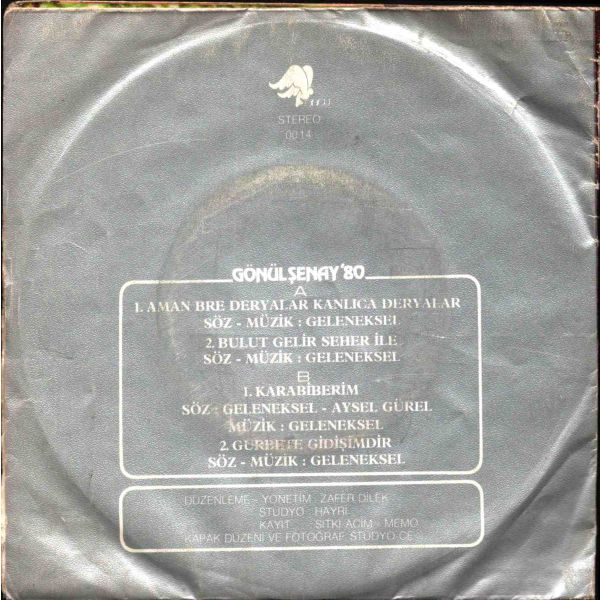 STEREO
0014
GÖNÜL ŞENAY '80
A
1. AMAN BRE DERYALAR KANLICA DERYALAR
SÖZ - MÜZİK : GELENEKSEL
2. BULUT GELİR SEHER İLE
SÖZ - MÜZİK : GELENEKSEL
B
1. KARABİBERİM
SÖZ : GELENEKSEL - AYSEL GÜREL
MÜZİK : GELENEKSEL
2. GURBETE GİDİŞİMDİR
SÖZ - MÜZİK : GELENEKSEL
DÜZENLEME - YÖNETİM : ZAFER DİLEK
STÜDYO : HAYRİ
KAYIT : SITKI ACİM - MEMO
KAPAK DÜZENİ VE FOTOĞRAF STÜDYO ÇE